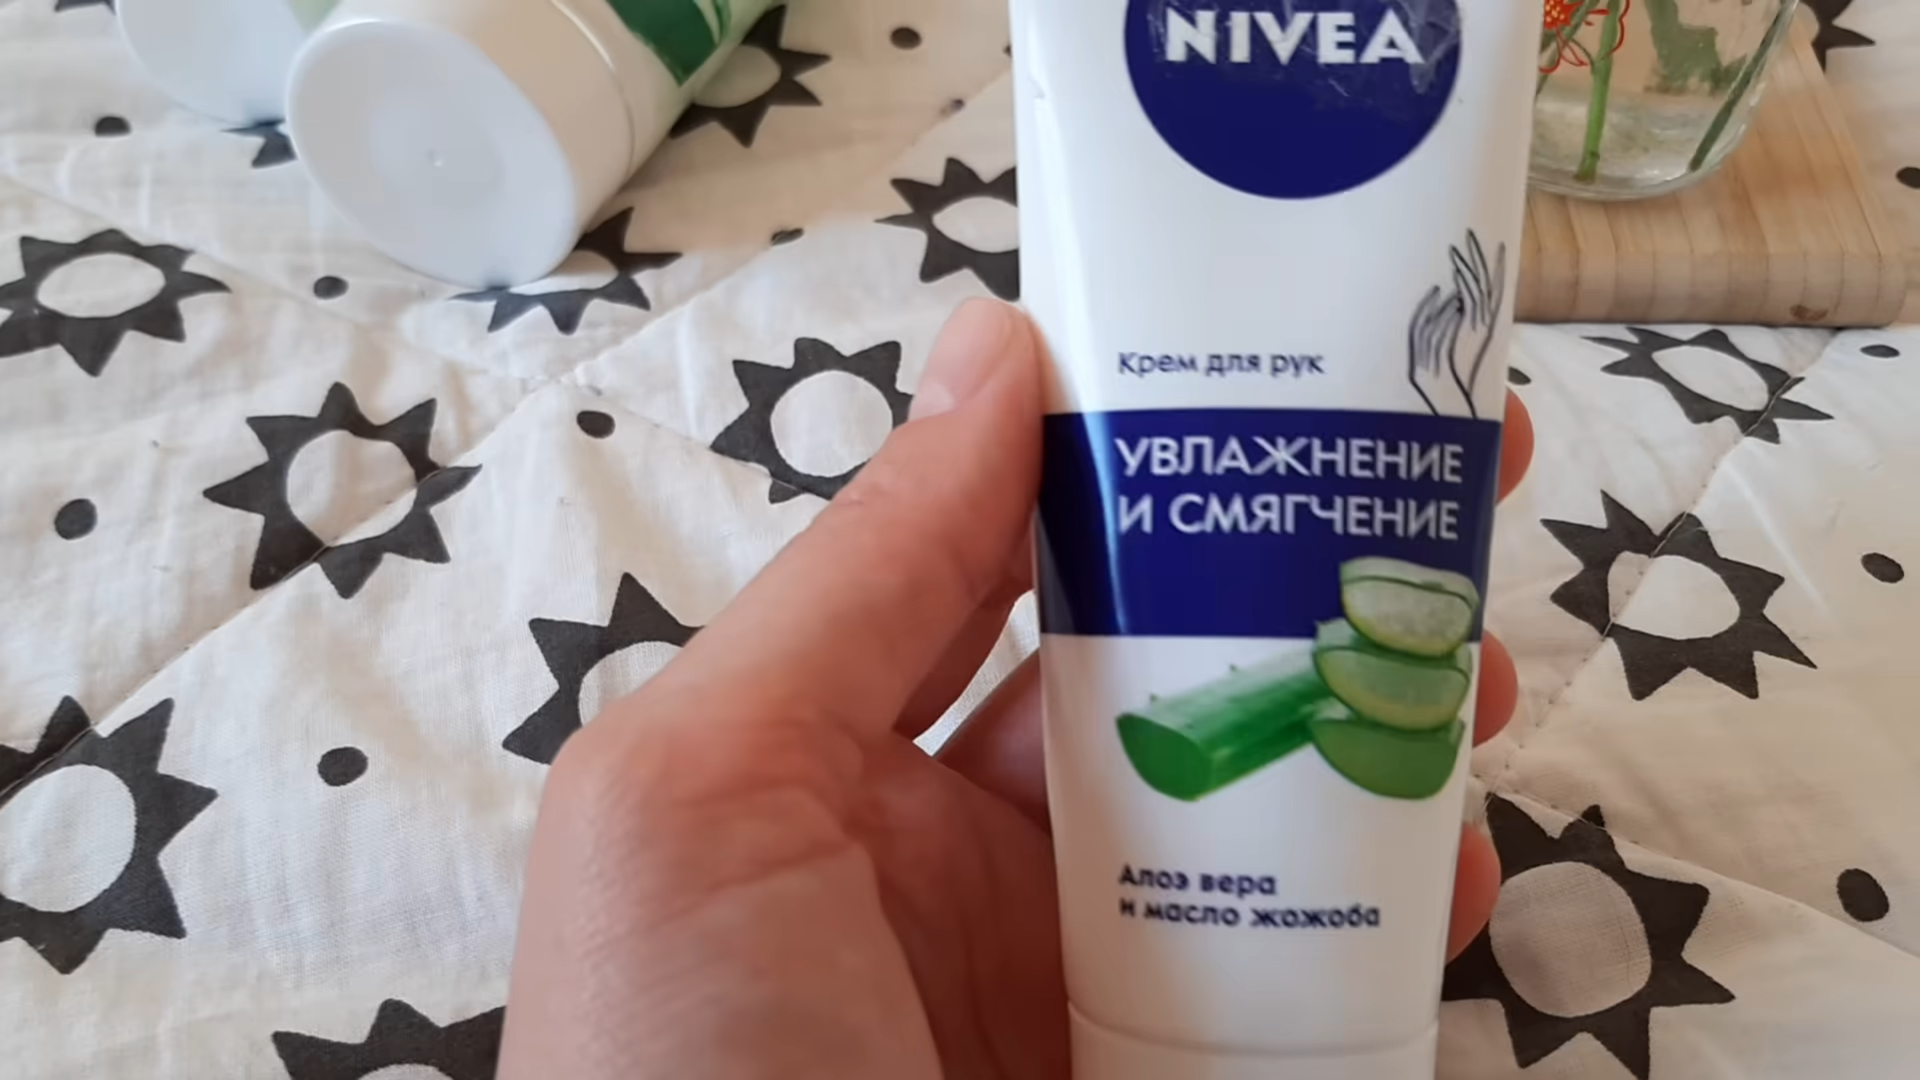 NIVEA
Крем для рук
УВЛАЖНЕНИЕ
И СМЯГЧЕНИЕ
Алоэ вера
и масло жожоба